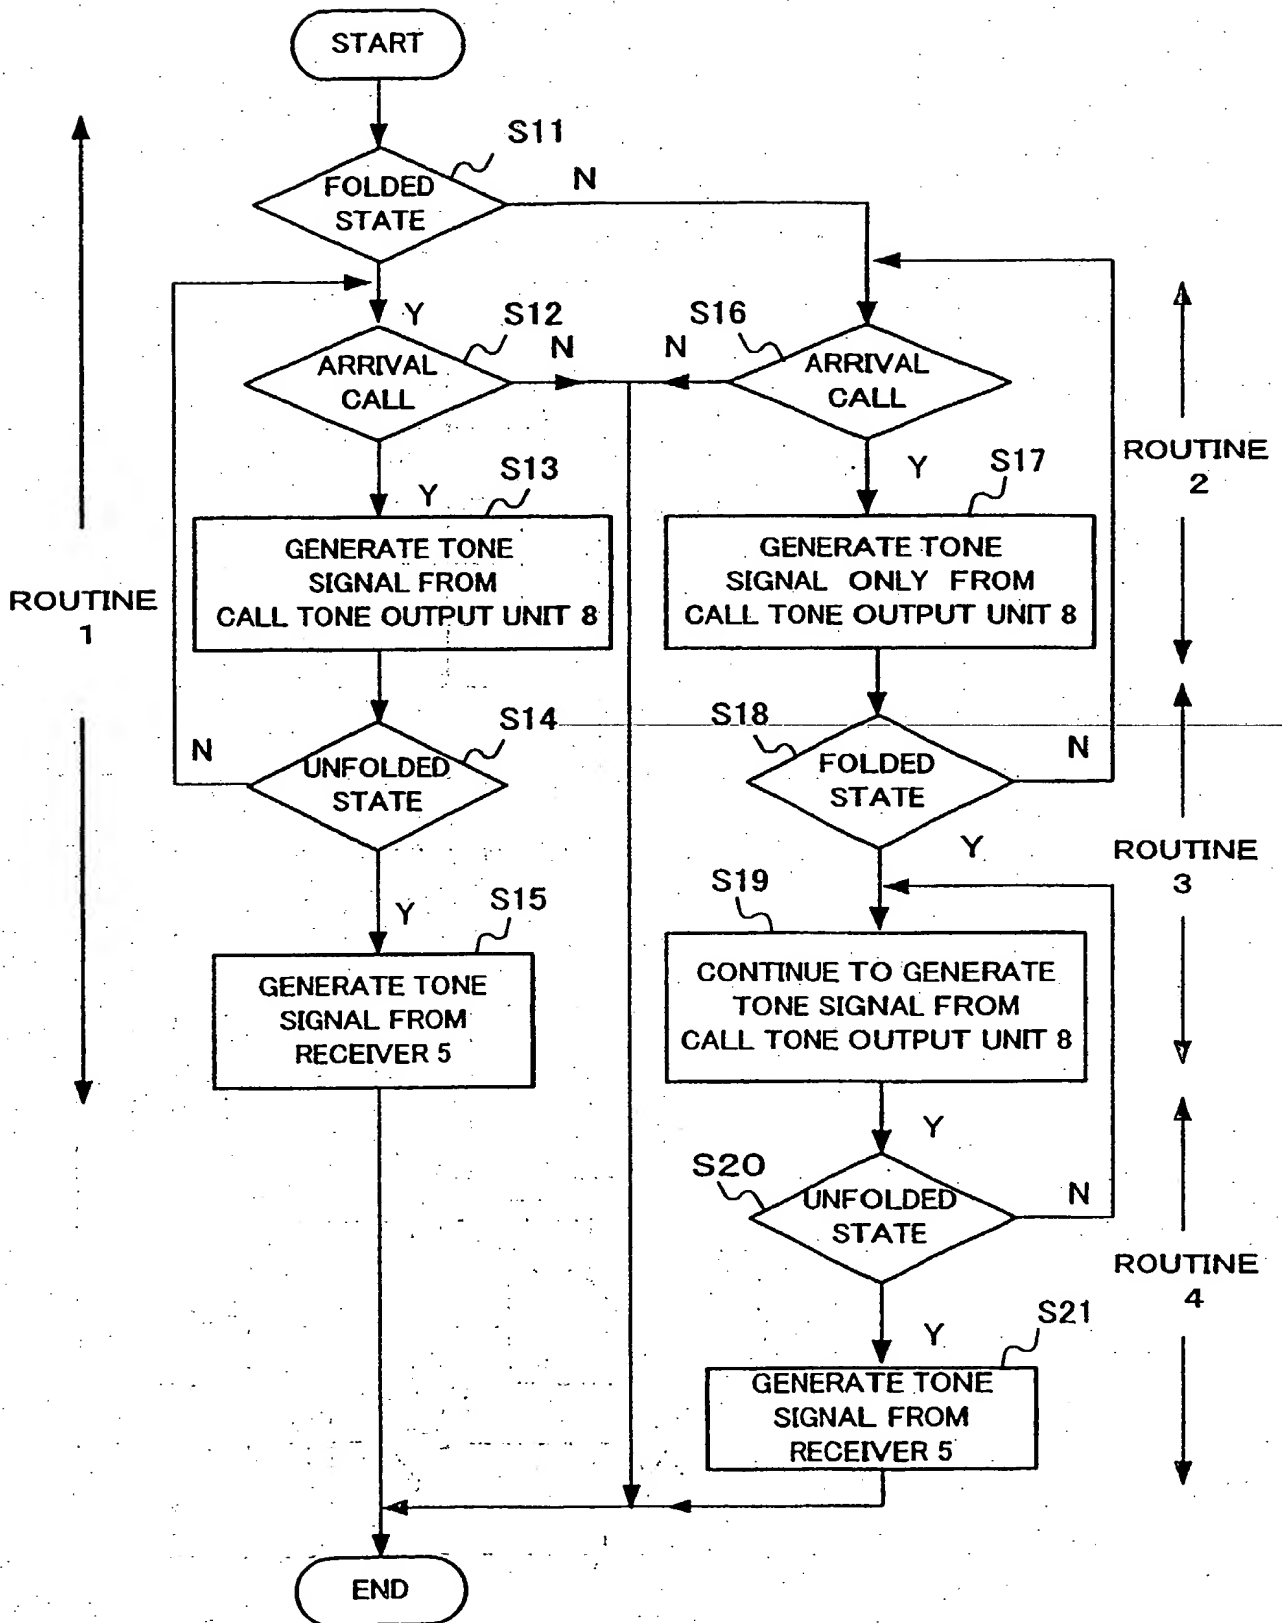 START
S11
FOLDED
STATE
N
Y
S12
ARRIVAL
CALL
N
N
S16
ARRIVAL
CALL
Y
S13
GENERATE TONE
SIGNAL FROM
CALL TONE OUTPUT UNIT 8
Y
S17
GENERATE TONE
SIGNAL ONLY FROM
CALL TONE OUTPUT UNIT 8
ROUTINE
1
ROUTINE
2
S14
UNFOLDED
STATE
N
Y
S18
FOLDED
STATE
N
Y
ROUTINE
3
S15
GENERATE TONE
SIGNAL FROM
RECEIVER 5
S19
CONTINUE TO GENERATE
TONE SIGNAL FROM
CALL TONE OUTPUT UNIT 8
Y
S20
UNFOLDED
STATE
N
Y
ROUTINE
4
S21
GENERATE TONE
SIGNAL FROM
RECEIVER 5
END